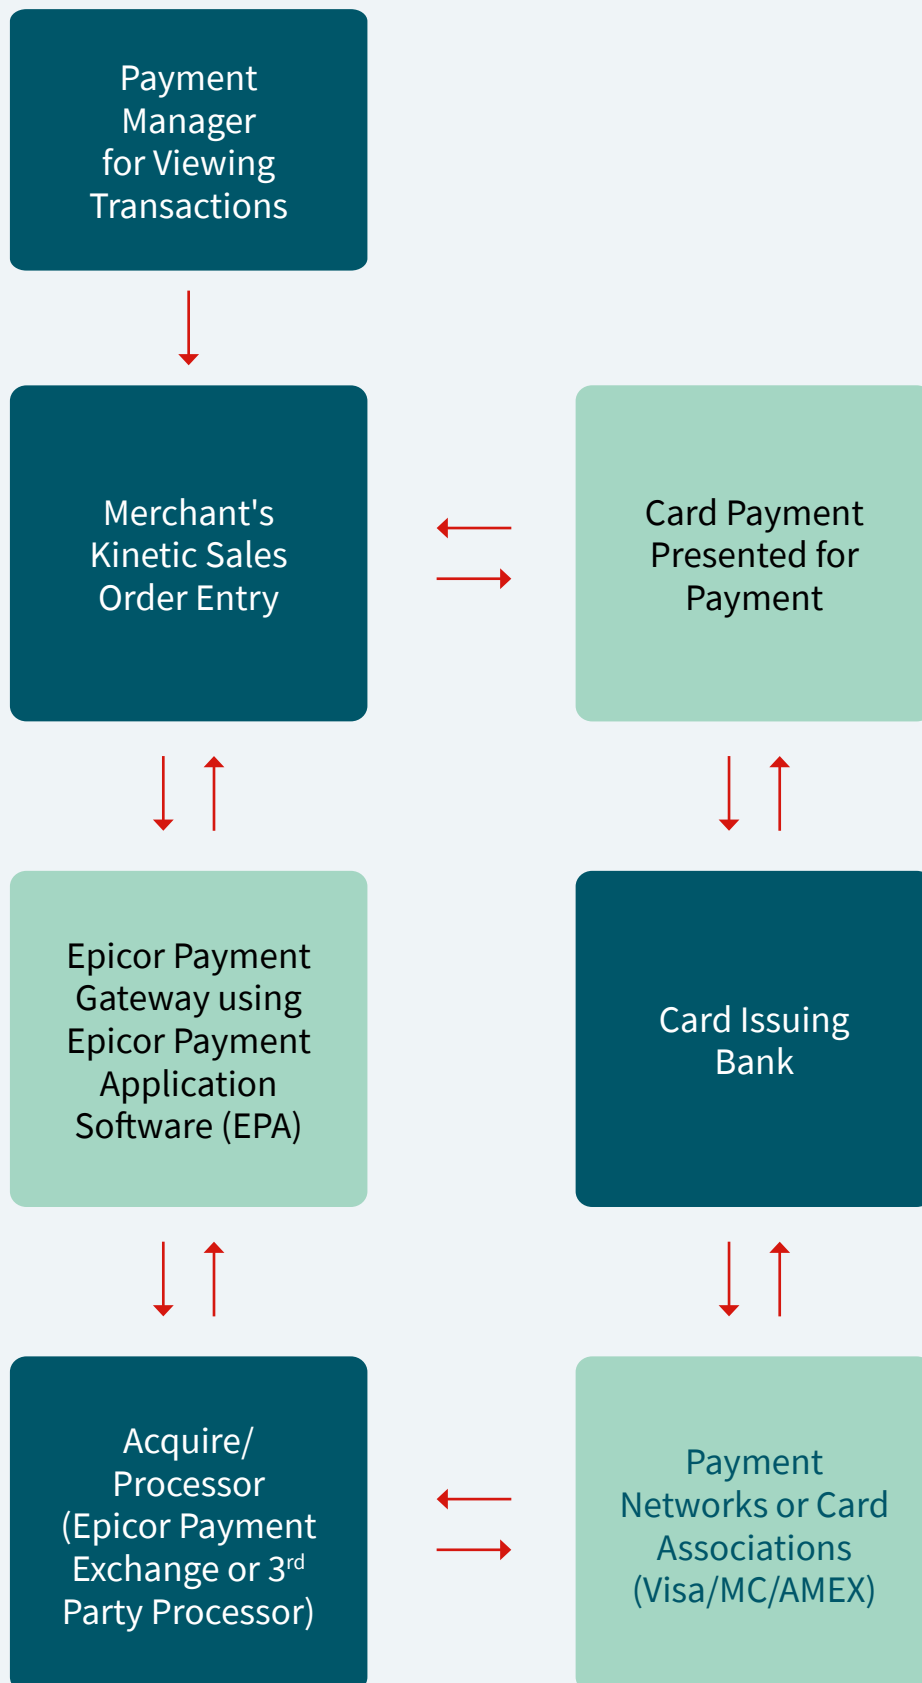 Payment
Manager
for Viewing
Transactions
Merchant's
Kinetic Sales
Order Entry
Card Payment
Presented for
Payment
Epicor Payment
Gateway using
Epicor Payment
Application
Software (EPA)
Card Issuing
Bank
Acquire/
Processor
(Epicor Payment
Exchange or 3rd
Party Processor)
Payment
Networks or Card
Associations
(Visa/MC/AMEX)